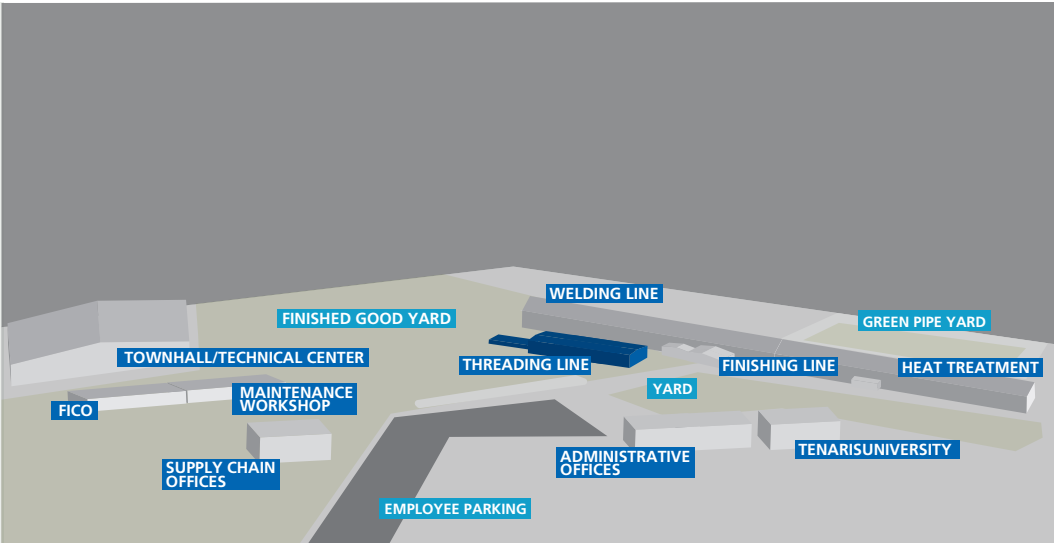 WELDING LINE
FINISHED GOOD YARD
GREEN PIPE YARD
TOWNHALL/TECHNICAL CENTER
THREADING LINE
FINISHING LINE
HEAT TREATMENT
YARD
MAINTENANCE
WORKSHOP
FICO
SUPPLY CHAIN
OFFICES
ADMINISTRATIVE
OFFICES
TENARISUNIVERSITY
EMPLOYEE PARKING